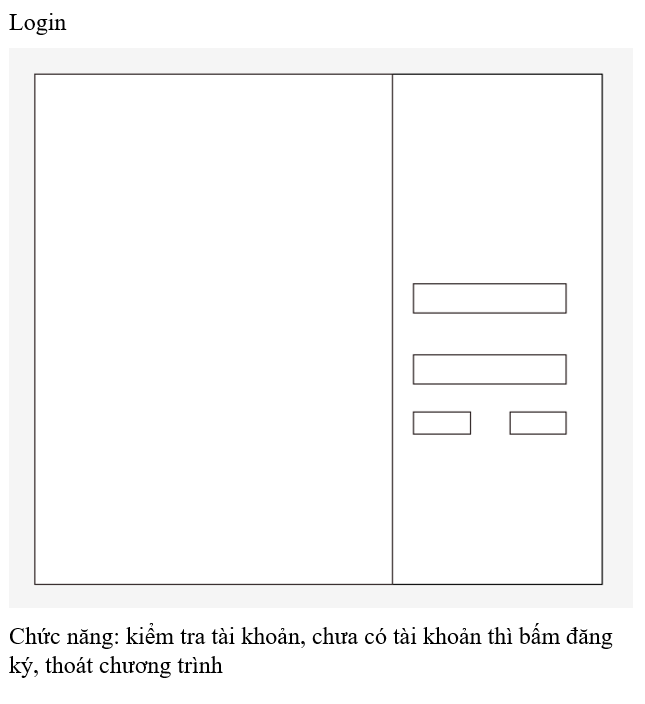 Login
Chức năng: kiểm tra tài khoản, chưa có tài khoản thì bấm đăng
ký, thoát chương trình